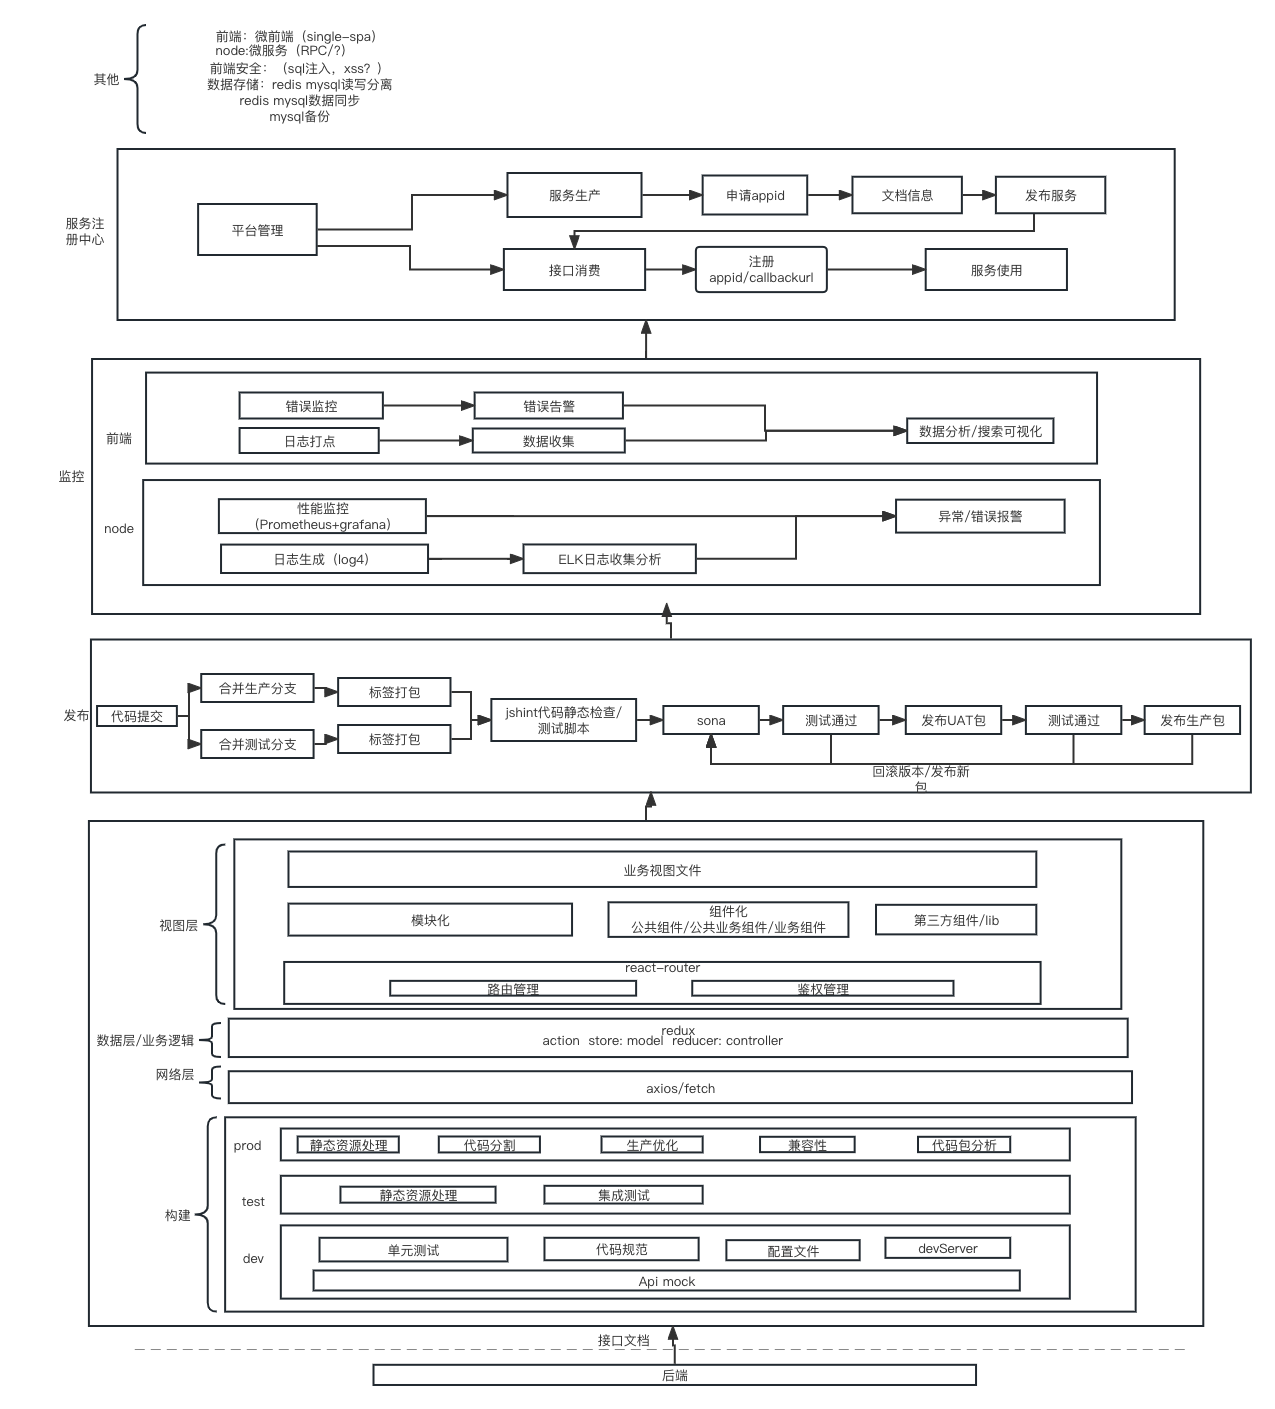 前端：微前端（single-spa）
node:微服务（RPC/?）
前端安全：（sql注入，xss？）
数据存储：redis mysql读写分离
redis mysql数据同步
mysql备份
其他
服务注
册中心
平台管理
服务生产
申请appid
文档信息
发布服务
接口消费
注册
appid/callbackurl
服务使用
监控
前端
错误监控
错误告警
日志打点
数据收集
数据分析/搜索可视化
node
性能监控
（Prometheus+grafana）
异常/错误报警
日志生成（log4）
ELK日志收集分析
发布
代码提交
合并生产分支
标签打包
合并测试分支
标签打包
jshint代码静态检查/
测试脚本
sona
测试通过
发布UAT包
测试通过
发布生产包
回滚版本/发布新
包
视图层
业务视图文件
模块化
组件化
公共组件/公共业务组件/业务组件
第三方组件/lib
react-router
路由管理
鉴权管理
数据层/业务逻辑
redux
action store: model reducer: controller
网络层
axios/fetch
构建
prod
静态资源处理
代码分割
生产优化
兼容性
代码包分析
test
静态资源处理
集成测试
dev
单元测试
代码规范
配置文件
devServer
Api mock
接口文档
后端